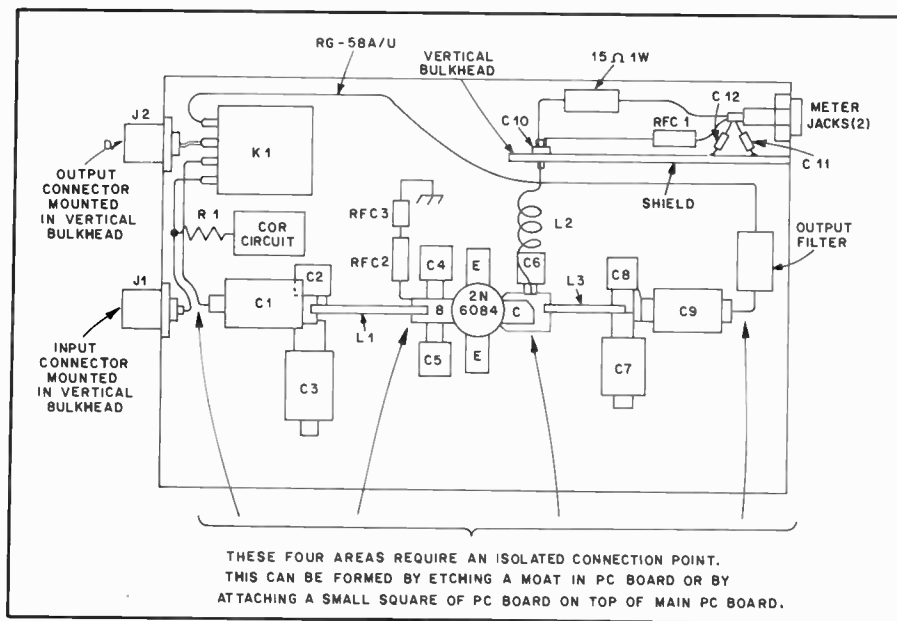 RG-58A/U
VERTICAL
BULKHEAD
15Ω 1W
C 12
METER
JACKS(2)
C 10
RFC 1
C 11
SHIELD
J2
K1
OUTPUT
CONNECTOR
MOUNTED
IN VERTICAL
BULKHEAD
R 1
COR
CIRCUIT
RFC3
RFC2
L2
OUTPUT
FILTER
J1
C2
C4
E
C6
C8
L3
C1
B
2N
6084
C
C9
L1
INPUT
CONNECTOR
MOUNTED
IN VERTICAL
BULKHEAD
C3
C5
E
C7
THESE FOUR AREAS REQUIRE AN ISOLATED CONNECTION POINT.
THIS CAN BE FORMED BY ETCHING A MOAT IN PC BOARD OR BY
ATTACHING A SMALL SQUARE OF PC BOARD ON TOP OF MAIN PC BOARD.